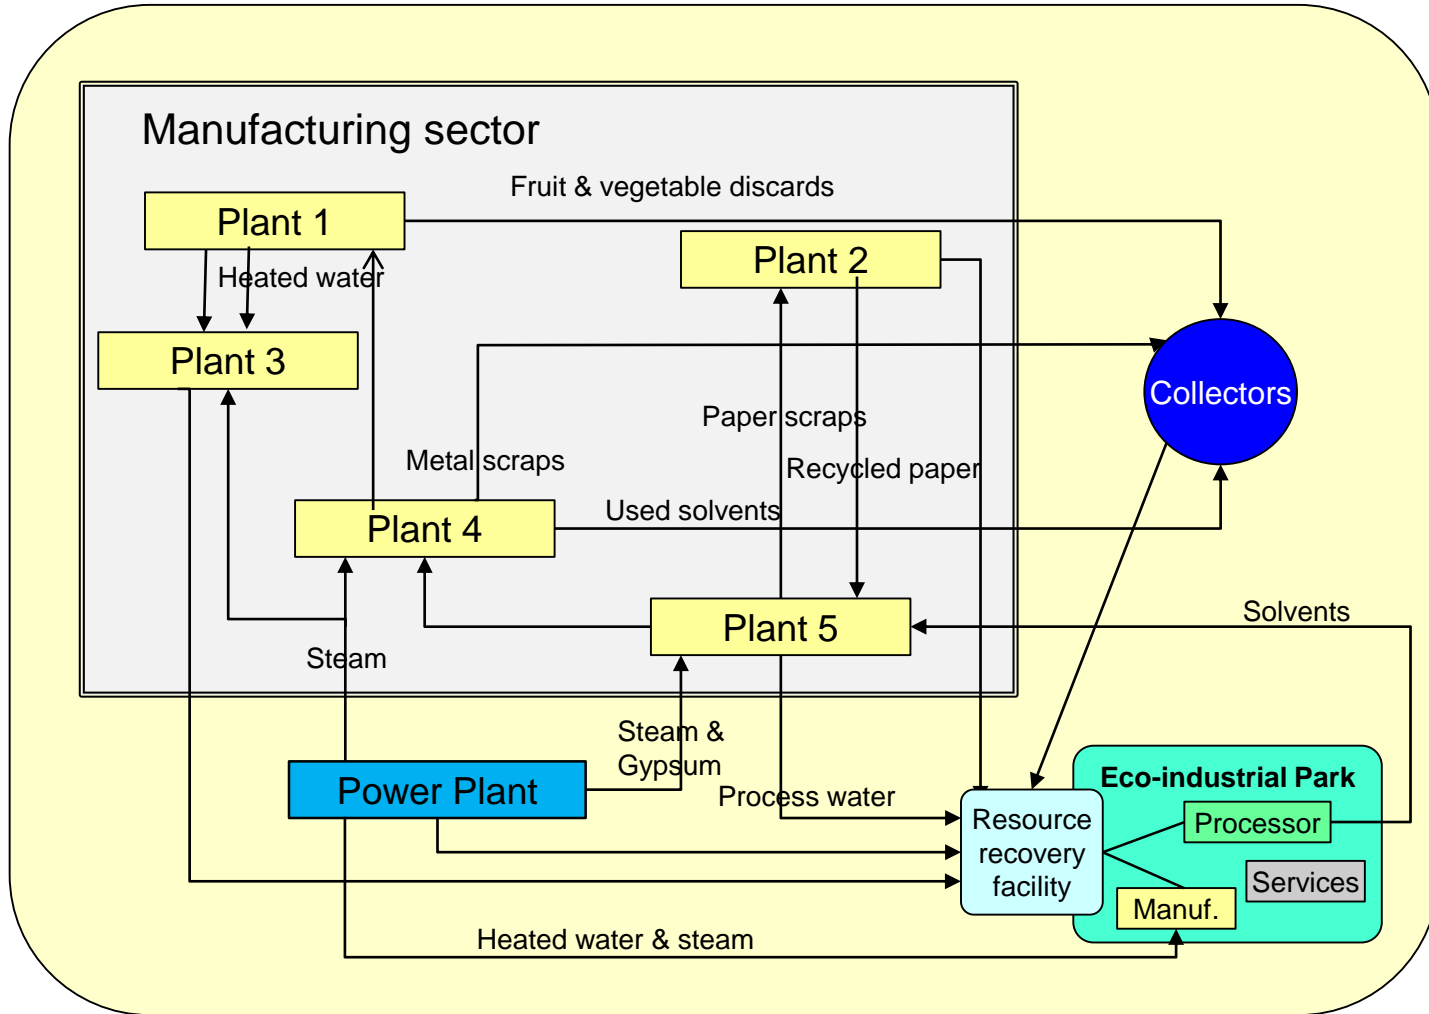 Manufacturing sector
Fruit & vegetable discards
Plant 1
Plant 2
Heated water
Plant 3
Collectors
Paper scraps
Metal scraps
Recycled paper
Used solvents
Plant 4
Solvents
Plant 5
Steam
Steam &
Gypsum
Eco-industrial Park
Power Plant
Process water
Resource
recovery
facility
Processor
Services
Manuf.
Heated water & steam